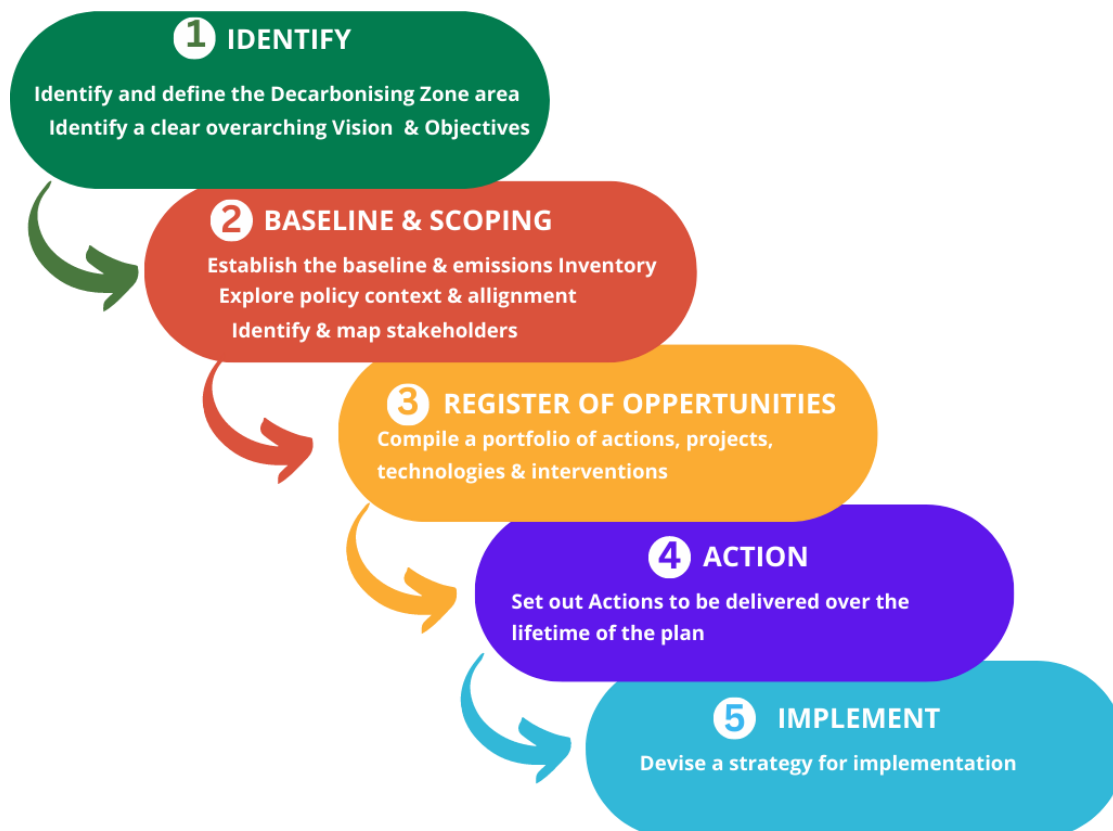 1 IDENTIFY
Identify and define the Decarbonising Zone area
Identify a clear overarching Vision & Objectives
2 BASELINE & SCOPING
Establish the baseline & emissions Inventory
Explore policy context & allignment
Identify & map stakeholders
3 REGISTER OF OPPERTUNITIES
Compile a portfolio of actions, projects,
technologies & interventions
4 ACTION
Set out Actions to be delivered over the
lifetime of the plan
5 IMPLEMENT
Devise a strategy for implementation